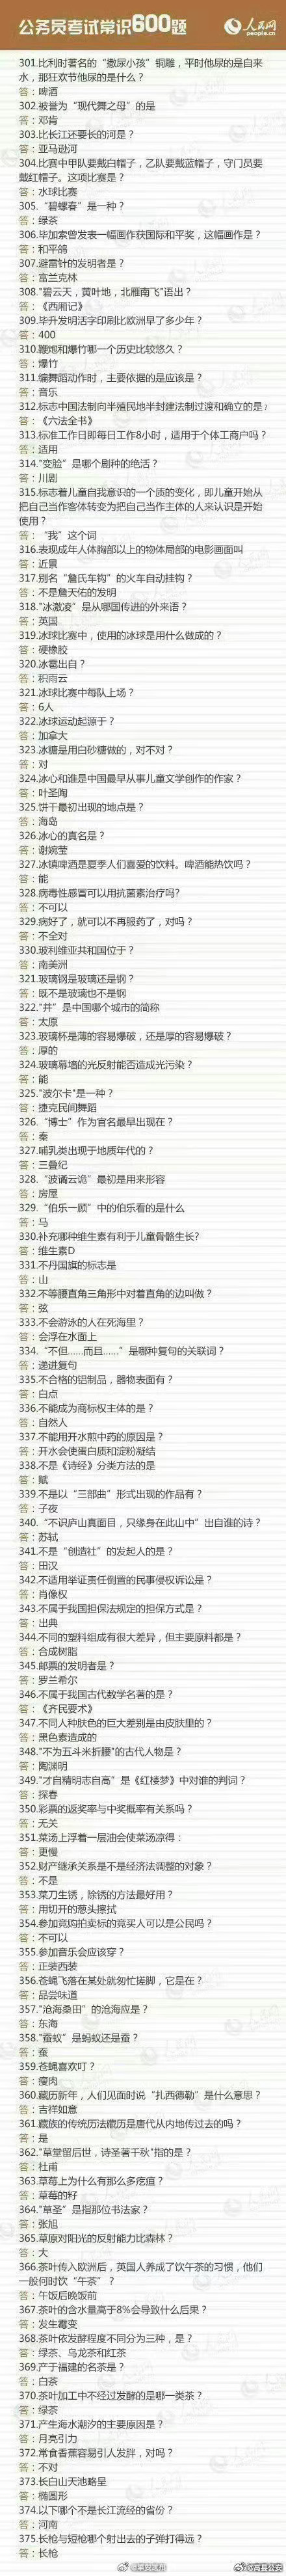 公务员考试常识600题
人民网
people.cn
301.比利时著名的“撒尿小孩”铜雕，平时他尿的是自来
水，那狂欢节他尿的是什么？
答：啤酒
302.被誉为“现代舞之母”的是
答：邓肯
303.比长江还要长的河是？
答：亚马逊河
304.比赛中甲队要戴白帽子，乙队要戴蓝帽子，守门员要
戴红帽子。这项比赛是？
答：水球比赛
305.“碧螺春”是一种？
答：绿茶
306.毕加索曾发表一幅画作获国际和平奖，这幅画作是？
答：和平鸽
307.避雷针的发明者是？
答：富兰克林
308."碧云天，黄叶地，北雁南飞"语出？
答：《西厢记》
309.毕升发明活字印刷比欧洲早了多少年？
答：400
310.鞭炮和爆竹哪一个历史比较悠久？
答：爆竹
311.编舞蹈动作时，主要依据的是应该是？
答：音乐
312.标志中国法制向半殖民地半封建法制过渡和确立的是？
答：《六法全书》
313.标准工作日即每日工作8小时，适用于个体工商户吗？
答：适用
314."变脸”是哪个剧种的绝活？
答：川剧
315.标志着儿童自我意识的一个质的变化，即儿童开始从
把自己当作客体转变为把自己当作主体的人来认识是开始
使用？
答：“我”这个词
316.表现成年人体胸部以上的物体局部的电影画面叫
答：近景
317.别名“詹氏车钩”的火车自动挂钩？
答：不是詹天佑的发明
318."冰激凌”是从哪国传进的外来语？
答：英国
319.冰球比赛中，使用的冰球是用什么做成的？
答：硬橡胶
320.冰雹出自？
答：积雨云
321.冰球比赛中每队上场？
答：6人
322.冰球运动起源于？
答：加拿大
323.冰糖是用白砂糖做的，对不对？
答：对
324.冰心和谁是中国最早从事儿童文学创作的作家？
答：叶圣陶
325.饼干最初出现的地点是？
答：海岛
326.冰心的真名是？
答：谢婉莹
327.冰镇啤酒是夏季人们喜爱的饮料。啤酒能热饮吗？
答：能
328.病毒性感冒可以用抗菌素治疗吗？
答：不可以
329.病好了，就可以不再服药了，对吗？
答：不全对
330.玻利维亚共和国位于？
答：南美洲
321.玻璃钢是玻璃还是钢？
答：既不是玻璃也不是钢
322."并”是中国哪个城市的简称
答：太原
323.玻璃杯是薄的容易爆破，还是厚的容易爆破？
答：厚的
324.玻璃幕墙的光反射能否造成光污染？
答：能
325."波尔卡"是一种？
答：捷克民间舞蹈
326.“博士”作为官名最早出现在？
答：秦
327.哺乳类出现于地质年代的？
答：三叠纪
328.“波谲云诡”最初是用来形容
答：房屋
329.“伯乐一顾”中的伯乐看的是什么
答：马
330.补充哪种维生素有利于儿童骨骼生长？
答：维生素D
331.不丹国旗的标志是
答：山
332.不等腰直角三角形中对着直角的边叫做？
答：弦
333.不会游泳的人在死海里？
答：会浮在水面上
334.“不但……而且……”是哪种复句的关联词？
答：递进复句
335.不合格的铝制品，器物表面有？
答：白点
336.不能成为商标权主体的是？
答：自然人
337.不能用开水煎中药的原因是？
答：开水会使蛋白质和淀粉凝结
338.不是《诗经》分类方法的是
答：赋
339.不是以“三部曲”形式出现的作品有？
答：子夜
340.“不识庐山真面目，只缘身在此山中”出自谁的诗？
答：苏轼
341.不是“创造社”的发起人的是？
答：田汉
342.不适用举证责任倒置的民事侵权诉讼是？
答：肖像权
343.不属于我国担保法规定的担保方式是？
答：出典
344.不同的塑料组成有很大差异，但主要原料都是？
答：合成树脂
345.邮票的发明者是？
答：罗兰希尔
346.不属于我国古代数学名著的是？
答：《齐民要术》
347.不同人种肤色的巨大差别是由皮肤里的？
答：黑色素造成的
348."不为五斗米折腰"的古代人物是？
答：陶渊明
349."才自精明志自高”是《红楼梦》中对谁的判词？
答：探春
350.彩票的返奖率与中奖概率有关系吗？
答：无关
351.菜汤上浮着一层油会使菜汤凉得：
答：更慢
352.财产继承关系是不是经济法调整的对象？
答：不是
353.菜刀生锈，除锈的方法最好用？
答：用切开的葱头擦拭
354.参加竞购拍卖标的竞买人可以是公民吗？
答：不可以
355.参加音乐会应该穿？
答：正装西装
356.苍蝇飞落在某处就匆忙搓脚，它是在？
答：品尝味道
357."沧海桑田”的沧海应是？
答：东海
358."蚕蚁”是蚂蚁还是蚕？
答：蚕
359.苍蝇喜欢叮？
答：瘦肉
360.藏历新年，人们见面时说“扎西德勒”是什么意思？
答：吉祥如意
361.藏族的传统历法藏历是唐代从内地传过去的吗？
答：是
362."草堂留后世，诗圣著千秋"指的是？
答：杜甫
363.草莓上为什么有那么多疙瘩？
答：草莓的籽
364."草圣”是指那位书法家？
答：张旭
365.草原对阳光的反射能力比森林？
答：大
366.茶叶传入欧洲后，英国人养成了饮午茶的习惯，他们
一般何时饮“午茶”？
答：午饭后晚饭前
367.茶叶的含水量高于8%会导致什么后果？
答：发生霉变
368.茶叶依发酵程度不同分为三种，是？
答：绿茶、乌龙茶和红茶
369.产于福建的名茶是？
答：白茶
370.茶叶加工中不经过发酵的是哪一类茶？
答：绿茶
371.产生海水潮汐的主要原因是？
答：月亮引力
372.常食香蕉容易引人发胖，对吗？
答：不对
373.长白山天池略呈
答：椭圆形
374.以下哪个不是长江流经的省份？
答：河南
375.长枪与短枪哪个射出去的子弹打得远？
答：长枪